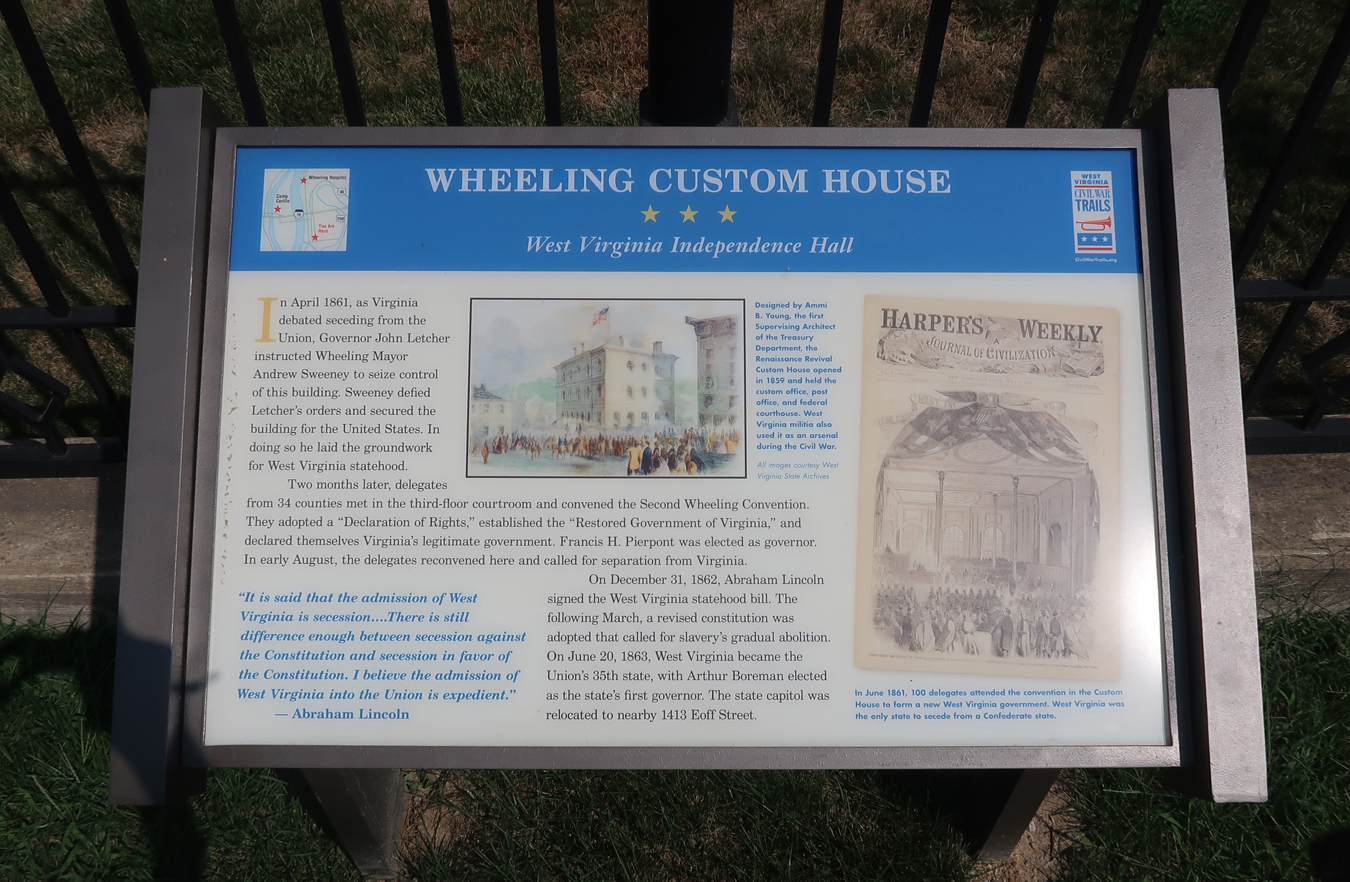 WHEELING CUSTOM HOUSE
West Virginia Independence Hall
Wheeling Hospital
Camp
Carlile
70
You Are
Here
WEST
VIRGINIA
CIVIL WAR
TRAILS
CivilWarTrails.org
In April 1861, as Virginia
debated seceding from the
Union, Governor John Letcher
instructed Wheeling Mayor
Andrew Sweeney to seize control
of this building. Sweeney defied
Letcher's orders and secured the
building for the United States. In
doing so he laid the groundwork
for West Virginia statehood.
Two months later, delegates
from 34 counties met in the third-floor courtroom and convened the Second Wheeling Convention.
They adopted a “Declaration of Rights,” established the “Restored Government of Virginia,” and
declared themselves Virginia's legitimate government. Francis H. Pierpont was elected as governor.
In early August, the delegates reconvened here and called for separation from Virginia.
On December 31, 1862, Abraham Lincoln
signed the West Virginia statehood bill. The
following March, a revised constitution was
adopted that called for slavery's gradual abolition.
On June 20, 1863, West Virginia became the
Union's 35th state, with Arthur Boreman elected
as the state's first governor. The state capitol was
relocated to nearby 1413 Eoff Street.
“It is said that the admission of West
Virginia is secession....There is still
difference enough between secession against
the Constitution and secession in favor of
the Constitution. I believe the admission of
West Virginia into the Union is expedient.”
— Abraham Lincoln
Designed by Ammi
B. Young, the first
Supervising Architect
of the Treasury
Department, the
Renaissance Revival
Custom House opened
in 1859 and held the
custom office, post
office, and federal
courthouse. West
Virginia militia also
used it as an arsenal
during the Civil War.
All images courtesy West
Virginia State Archives
HARPER'S WEEKLY.
A
JOURNAL OF CIVILIZATION
In June 1861, 100 delegates attended the convention in the Custom
House to form a new West Virginia government. West Virginia was
the only state to secede from a Confederate state.